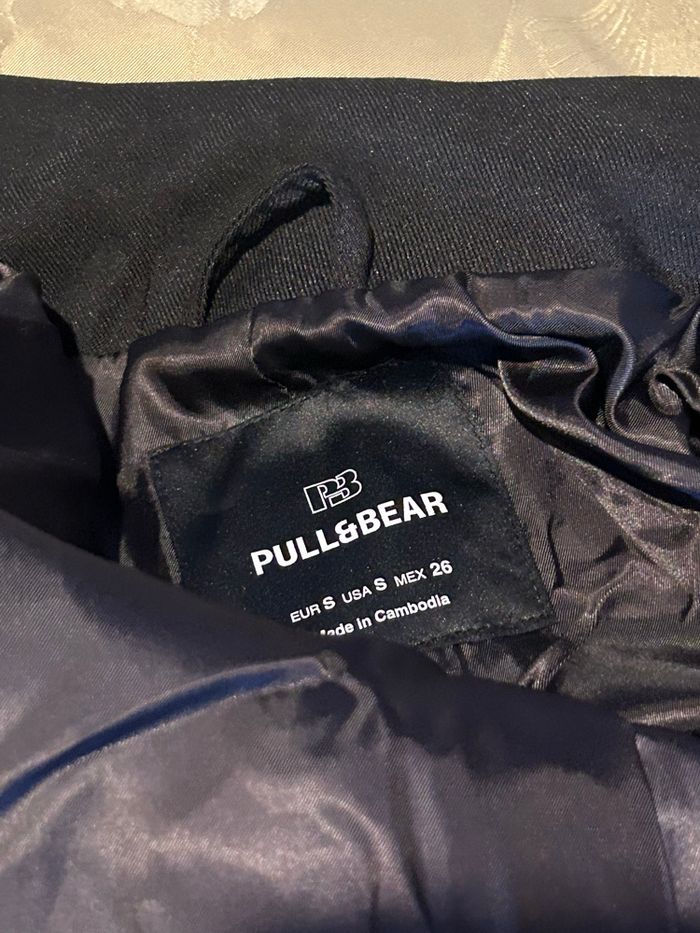 PB
PULL&BEAR
EUR S USA S MEX 26
Made in Cambodia